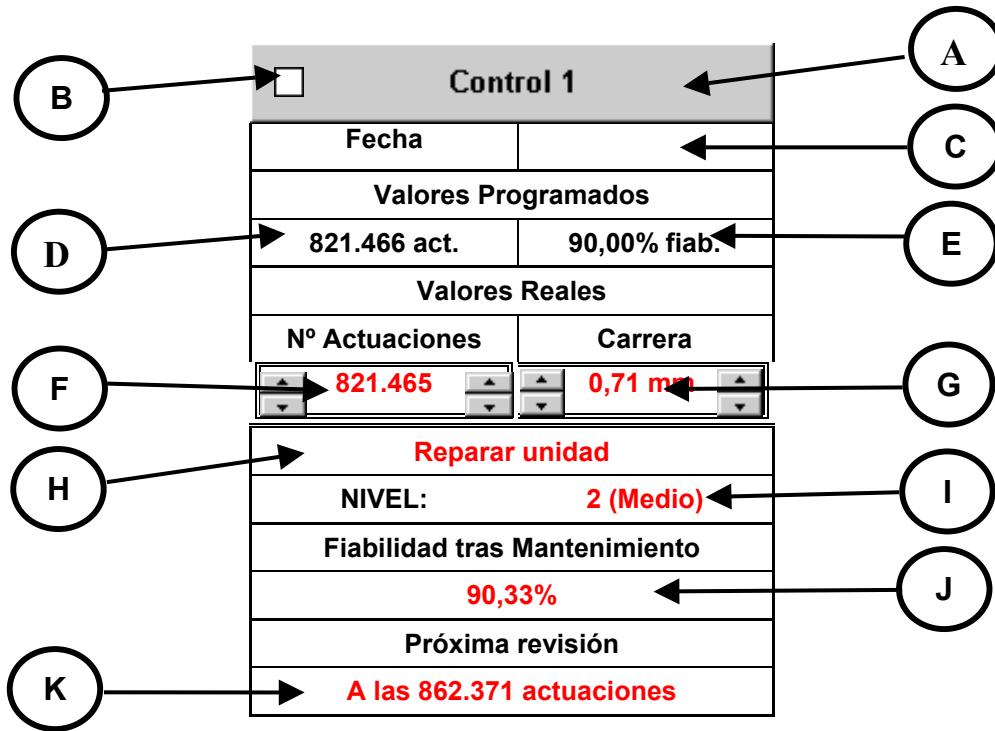 A
B
Control 1
Fecha
C
Valores Programados
D
821.466 act.
90,00% fiab.
E
Valores Reales
Nº Actuaciones
Carrera
F
821.465
0,71 mm
G
Reparar unidad
H
NIVEL:
2 (Medio)
I
Fiabilidad tras Mantenimiento
90,33%
J
Próxima revisión
K
A las 862.371 actuaciones